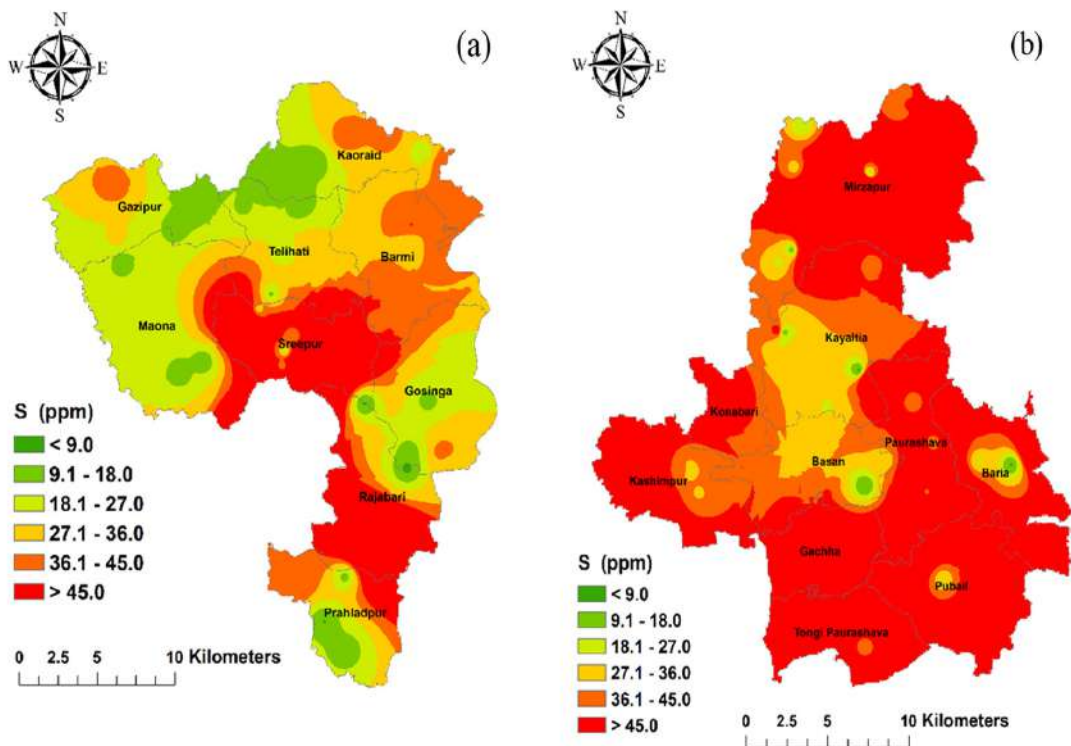 N
W E
S
(a)
Kaoraid
Gazipur
Telihati
Barmi
Maona
Sreepur
Gosinga
Rajabari
Prahladpur
S (ppm)
< 9.0
9.1 - 18.0
18.1 - 27.0
27.1 - 36.0
36.1 - 45.0
> 45.0
0 2.5 5 10 Kilometers
N
W E
S
(b)
Mirzapur
Kayaltia
Konabari
Paurashava
Basan
Baria
Kashimpur
Gachha
Pubail
Tongi Paurashava
S (ppm)
< 9.0
9.1 - 18.0
18.1 - 27.0
27.1 - 36.0
36.1 - 45.0
> 45.0
0 2.5 5 10 Kilometers